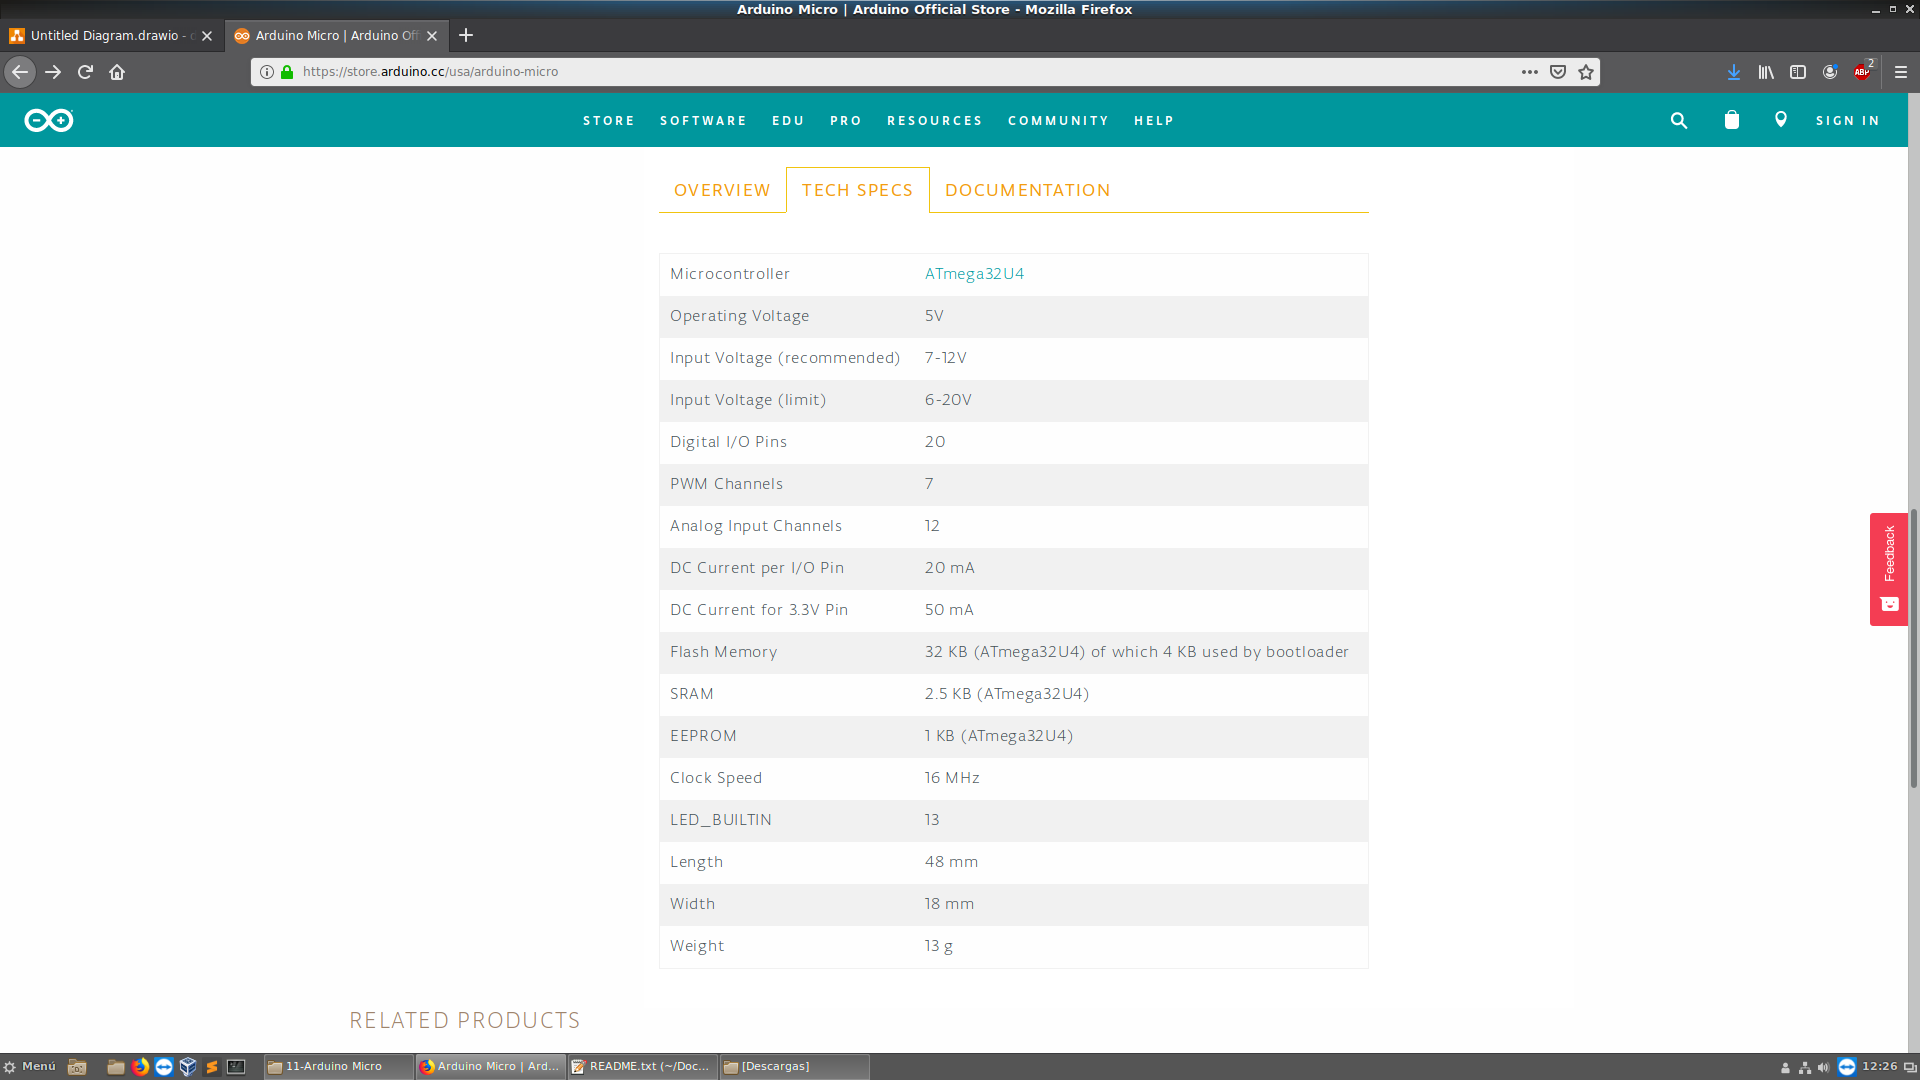 Arduino Micro | Arduino Official Store - Mozilla Firefox
Untitled Diagram.drawio -
Arduino Micro | Arduino Off
https://store.arduino.cc/usa/arduino-micro
ABP
2
STORE SOFTWARE EDU PRO RESOURCES COMMUNITY HELP
SIGN IN
OVERVIEW TECH SPECS DOCUMENTATION
Microcontroller ATmega32U4
Operating Voltage 5V
Input Voltage (recommended) 7-12V
Input Voltage (limit) 6-20V
Digital I/O Pins 20
PWM Channels 7
Analog Input Channels 12
DC Current per I/O Pin 20 mA
DC Current for 3.3V Pin 50 mA
Flash Memory 32 KB (ATmega32U4) of which 4 KB used by bootloader
SRAM 2.5 KB (ATmega32U4)
EEPROM 1 KB (ATmega32U4)
Clock Speed 16 MHz
LED_BUILTIN 13
Length 48 mm
Width 18 mm
Weight 13 g
Feedback
RELATED PRODUCTS
Menú
11-Arduino Micro
Arduino Micro | Ard...
README.txt (~/Doc...
[Descargas]
12:26